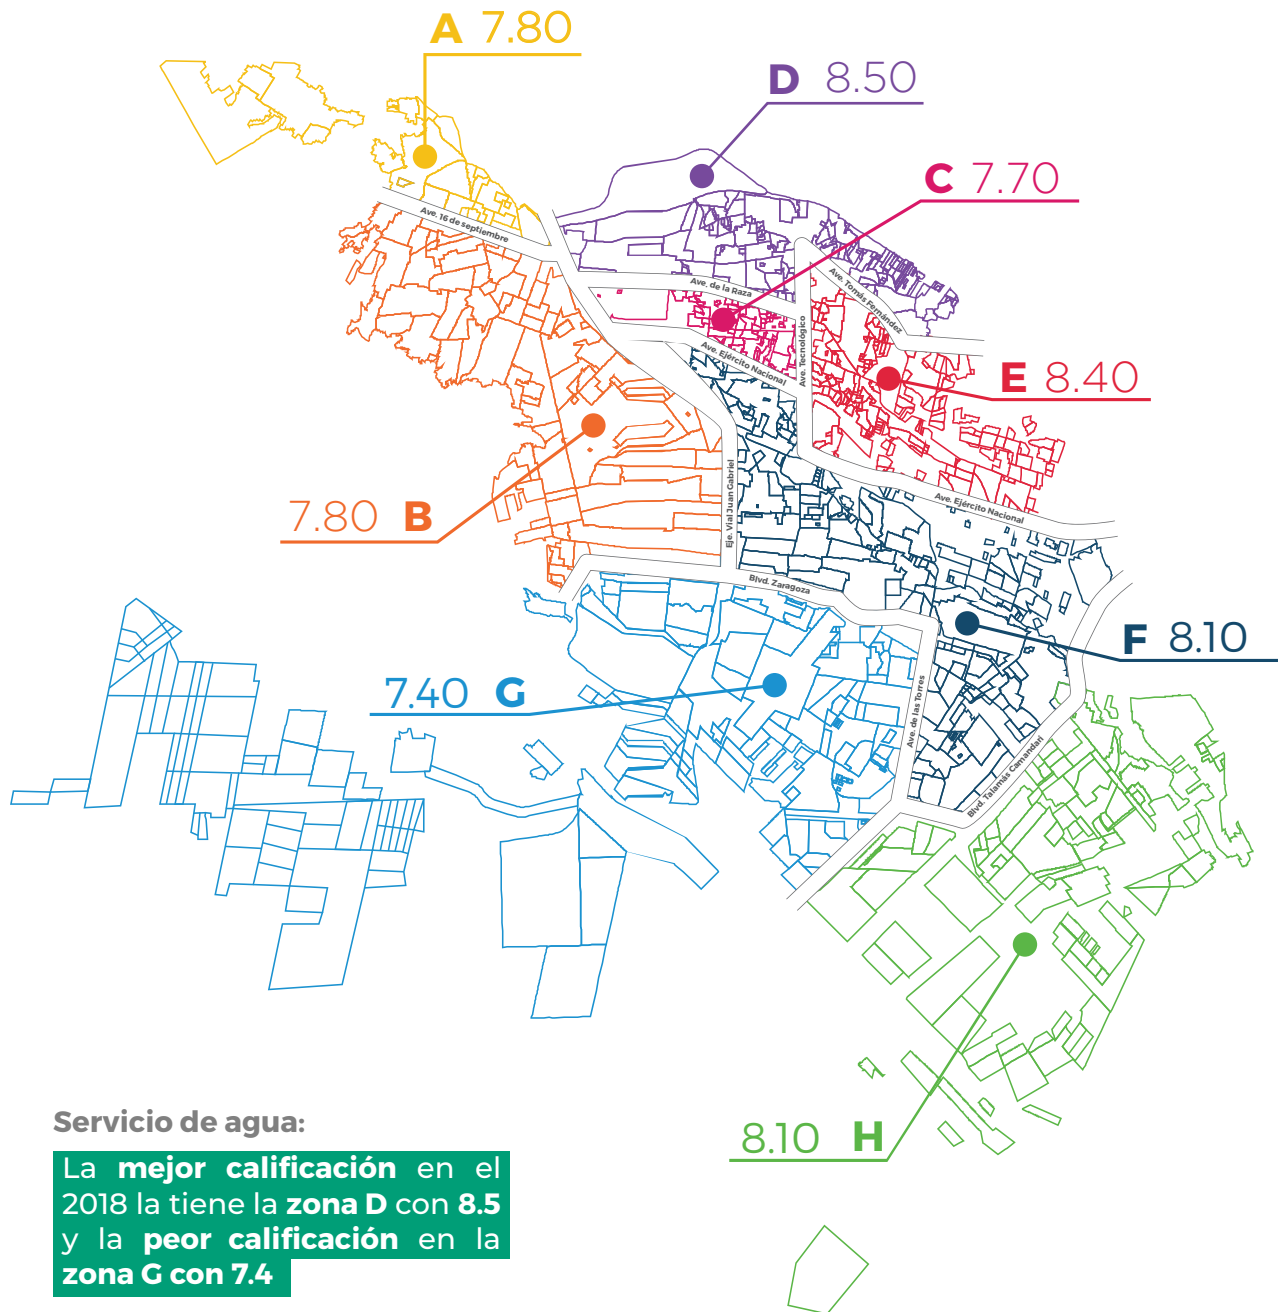 A 7.80
D 8.50
C 7.70
Ave. 16 de septiembre
Ave. de la Raza
Ave. Tomás Fernández
Ave. Tecnológico
Ave. Ejército Nacional
E 8.40
7.80 B
Eje. Vial Juan Gabriel
Ave. Ejército Nacional
Blvd. Zaragoza
F 8.10
7.40 G
Ave. de las Torres
Blvd. Talamás Camandari
8.10 H
Servicio de agua:
La mejor calificación en el
2018 la tiene la zona D con 8.5
y la peor calificación en la
zona G con 7.4